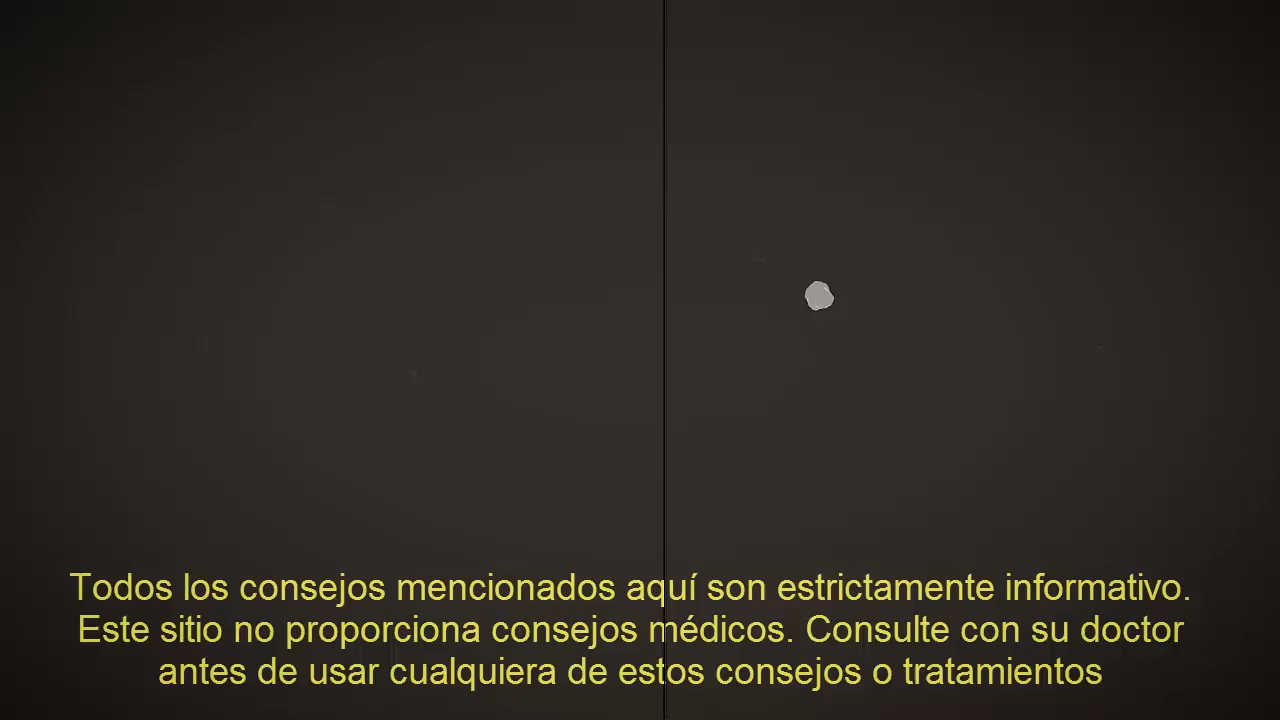 Todos los consejos mencionados aquí son estrictamente informativo.
Este sitio no proporciona consejos médicos. Consulte con su doctor
antes de usar cualquiera de estos consejos o tratamientos